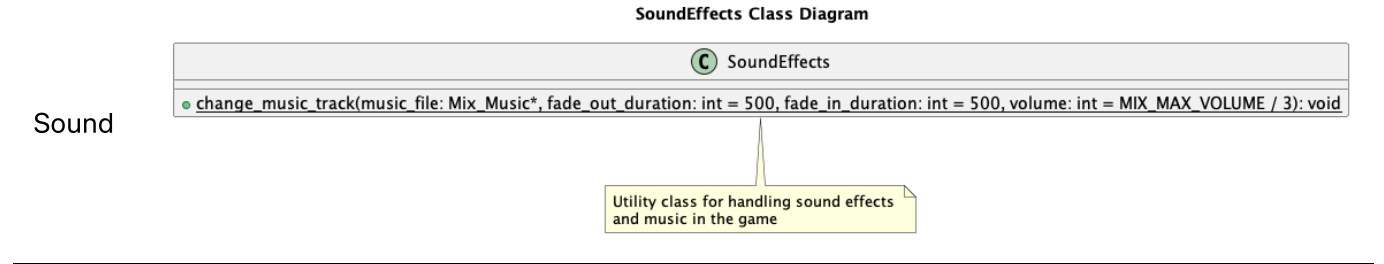 SoundEffects Class Diagram
C SoundEffects
change_music_track(music_file: Mix_Music*, fade_out_duration: int = 500, fade_in_duration: int = 500, volume: int = MIX_MAX_VOLUME / 3): void
Sound
Utility class for handling sound effects
and music in the game